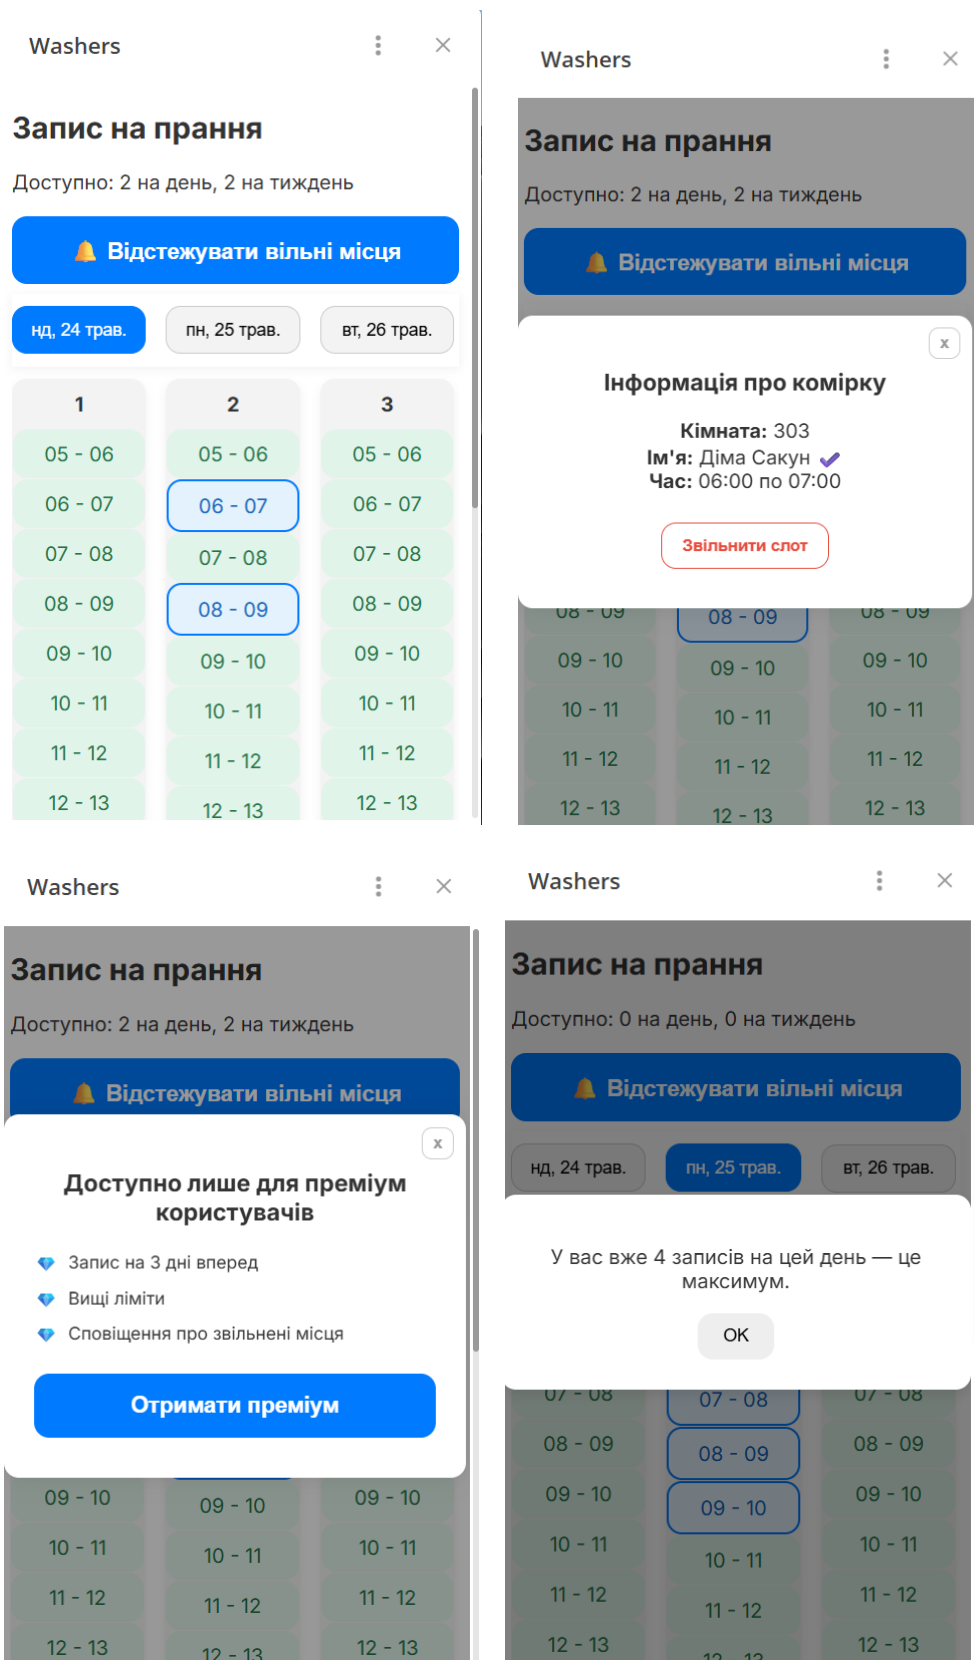 Washers
Запис на прання
Доступно: 2 на день, 2 на тиждень
🔔 Відстежувати вільні місця
нд, 24 трав. пн, 25 трав. вт, 26 трав.
1 2 3
05 - 06 05 - 06 05 - 06
06 - 07 06 - 07 06 - 07
07 - 08 07 - 08 07 - 08
08 - 09 08 - 09 08 - 09
09 - 10 09 - 10 09 - 10
10 - 11 10 - 11 10 - 11
11 - 12 11 - 12 11 - 12
12 - 13 12 - 13 12 - 13
Washers
Запис на прання
Доступно: 2 на день, 2 на тиждень
🔔 Відстежувати вільні місця
x
Інформація про комірку
Кімната: 303
Ім'я: Діма Сакун ✔
Час: 06:00 по 07:00
Звільнити слот
08 - 09 08 - 09 08 - 09
09 - 10 09 - 10 09 - 10
10 - 11 10 - 11 10 - 11
11 - 12 11 - 12 11 - 12
12 - 13 12 - 13 12 - 13
Washers
Запис на прання
Доступно: 2 на день, 2 на тиждень
🔔 Відстежувати вільні місця
x
Доступно лише для преміум
користувачів
💎 Запис на 3 дні вперед
💎 Вищі ліміти
💎 Сповіщення про звільнені місця
Отримати преміум
09 - 10 09 - 10 09 - 10
10 - 11 10 - 11 10 - 11
11 - 12 11 - 12 11 - 12
12 - 13 12 - 13 12 - 13
Washers
Запис на прання
Доступно: 0 на день, 0 на тиждень
🔔 Відстежувати вільні місця
нд, 24 трав. пн, 25 трав. вт, 26 трав.
У вас вже 4 записів на цей день — це
максимум.
OK
07 - 08 07 - 08 07 - 08
08 - 09 08 - 09 08 - 09
09 - 10 09 - 10 09 - 10
10 - 11 10 - 11 10 - 11
11 - 12 11 - 12 11 - 12
12 - 13 12 - 13 12 - 13